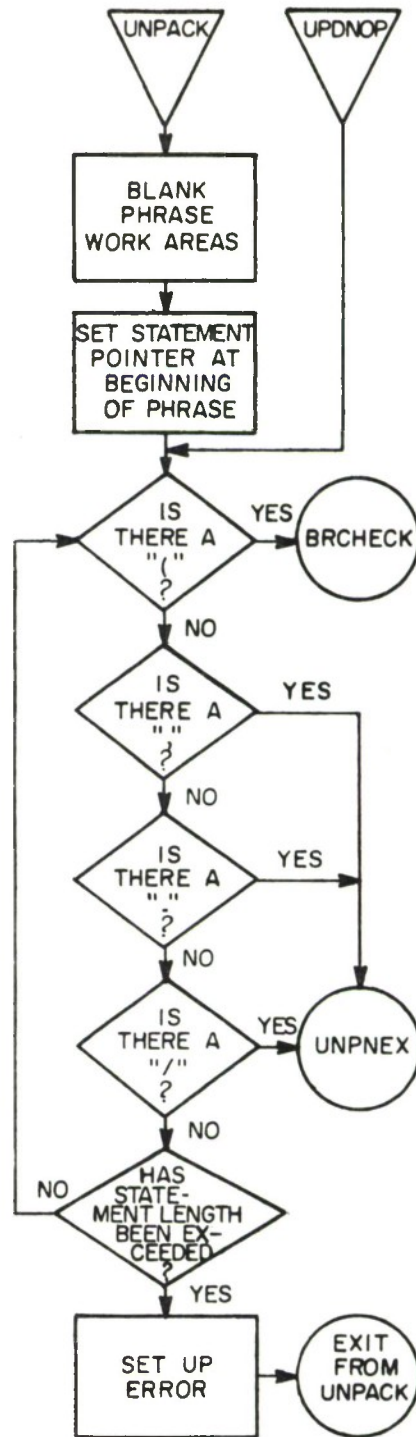 UNPACK
UPDNOP
BLANK
PHRASE
WORK AREAS
SET STATEMENT
POINTER AT
BEGINNING
OF PHRASE
IS
THERE A
"("
?
YES
BRCHECK
NO
IS
THERE A
" "
?
YES
NO
IS
THERE A
"."
?
YES
NO
IS
THERE A
"/"
?
YES
UNPNEX
NO
HAS
STATE-
MENT LENGTH
BEEN EX-
CEEDED
?
NO
YES
SET UP
ERROR
EXIT
FROM
UNPACK